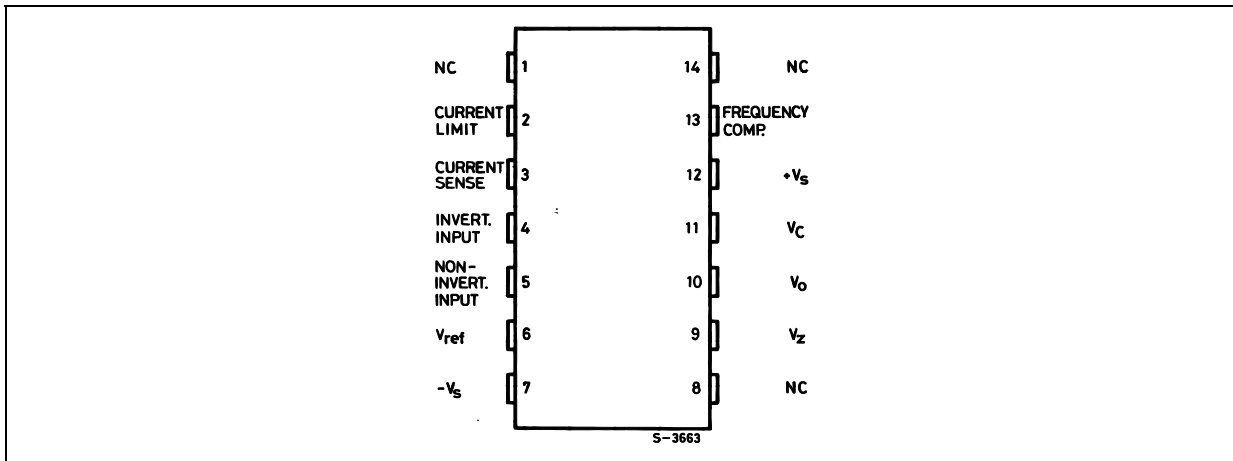 NC 1 14 NC
CURRENT LIMIT 2 13 FREQUENCY COMP.
CURRENT SENSE 3 12 +VS
INVERT. INPUT 4 11 VC
NON-INVERT. INPUT 5 10 VO
Vref 6 9 VZ
-VS 7 8 NC
S-3663